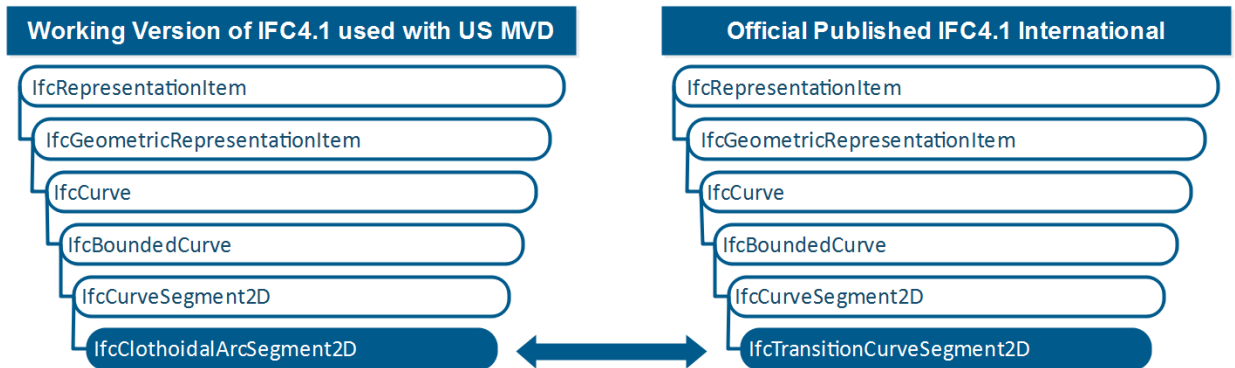 Working Version of IFC4.1 used with US MVD
IfcRepresentationItem
IfcGeometricRepresentationItem
IfcCurve
IfcBoundedCurve
IfcCurveSegment2D
IfcClothoidalArcSegment2D
Official Published IFC4.1 International
IfcRepresentationItem
IfcGeometricRepresentationItem
IfcCurve
IfcBoundedCurve
IfcCurveSegment2D
IfcTransitionCurveSegment2D